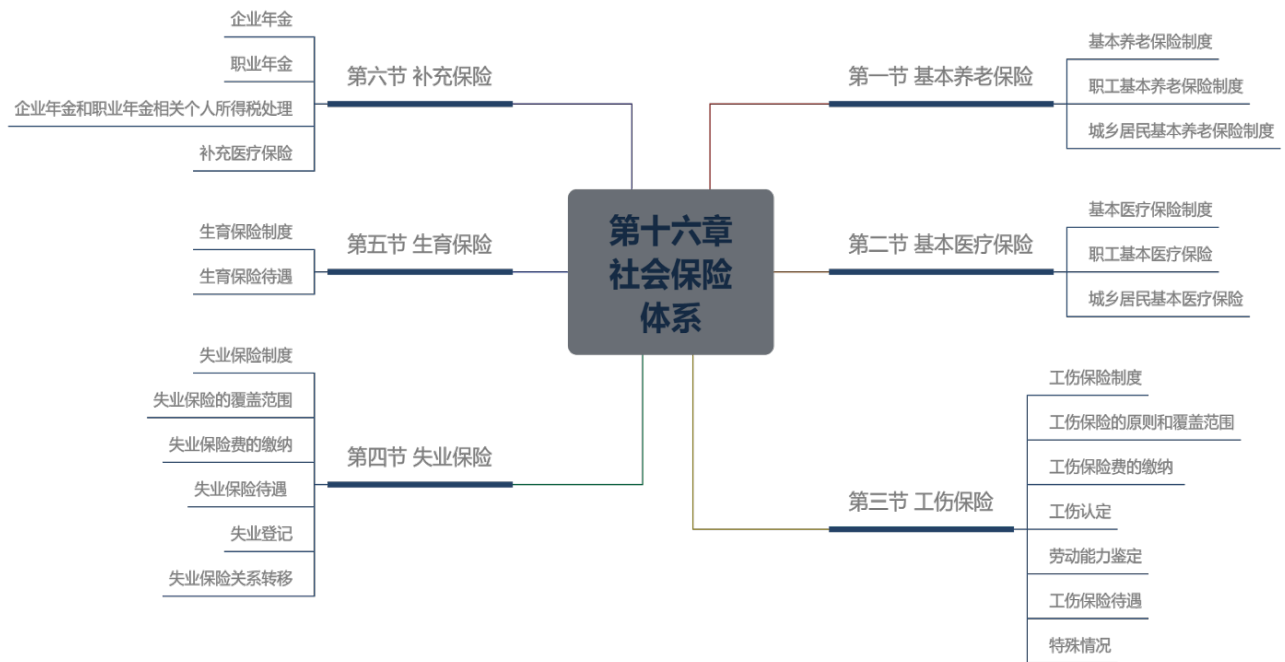 第十六章
社会保险
体系
第一节 基本养老保险
基本养老保险制度
职工基本养老保险制度
城乡居民基本养老保险制度
第二节 基本医疗保险
基本医疗保险制度
职工基本医疗保险
城乡居民基本医疗保险
第三节 工伤保险
工伤保险制度
工伤保险的原则和覆盖范围
工伤保险费的缴纳
工伤认定
劳动能力鉴定
工伤保险待遇
特殊情况
第四节 失业保险
失业保险制度
失业保险的覆盖范围
失业保险费的缴纳
失业保险待遇
失业登记
失业保险关系转移
第五节 生育保险
生育保险制度
生育保险待遇
第六节 补充保险
企业年金
职业年金
企业年金和职业年金相关个人所得税处理
补充医疗保险